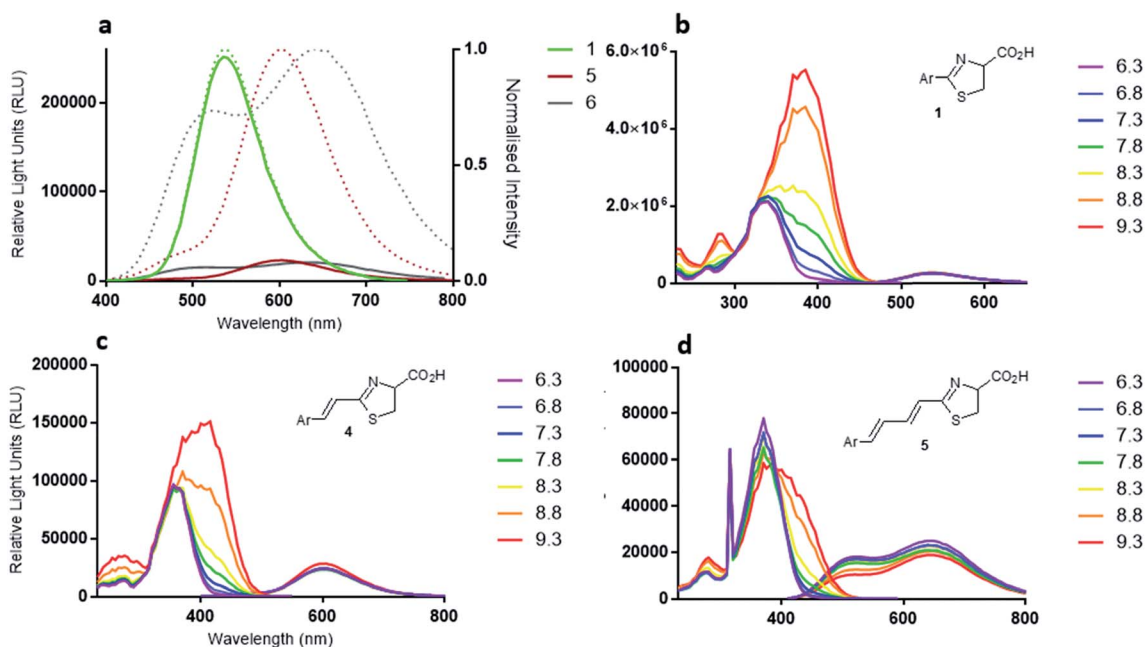 a
Relative Light Units (RLU)
200000
100000
0
400 500 600 700 800
Wavelength (nm)
1.0
0.5
0.0
Normalised Intensity
1
5
6
b
6.0×10⁶
4.0×10⁶
2.0×10⁶
0
300 400 500 600
N
CO₂H
Ar
S
1
6.3
6.8
7.3
7.8
8.3
8.8
9.3
c
Relative Light Units (RLU)
200000
150000
100000
50000
0
400 600 800
Wavelength (nm)
N
CO₂H
Ar
S
4
6.3
6.8
7.3
7.8
8.3
8.8
9.3
d
100000
80000
60000
40000
20000
0
400 600 800
N
CO₂H
S
Ar
5
6.3
6.8
7.3
7.8
8.3
8.8
9.3